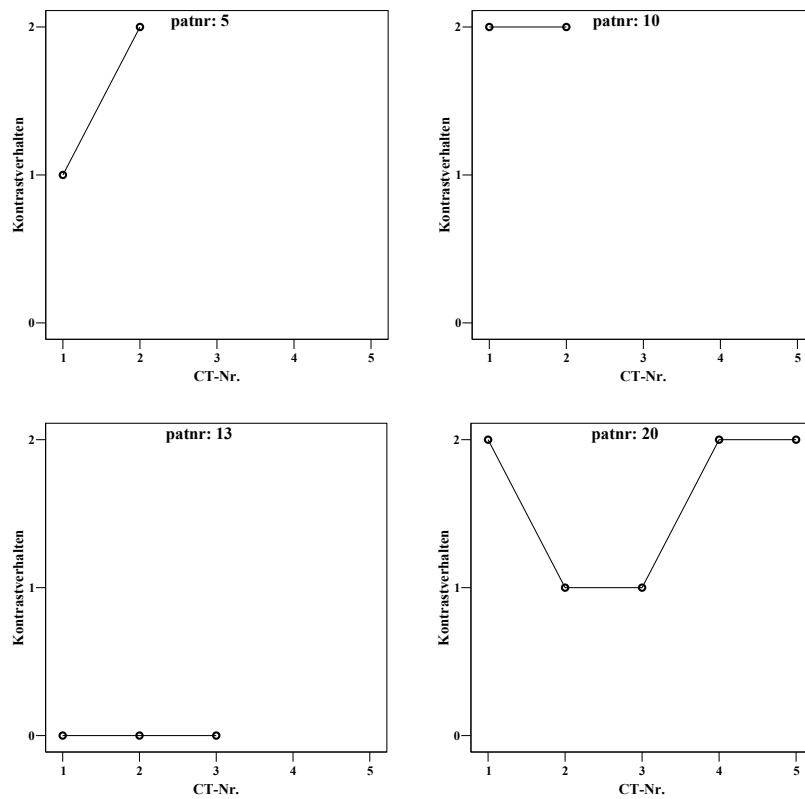 patnr: 5
2
1
0
Kontrastverhalten
1 2 3 4 5
CT-Nr.
patnr: 10
2
1
0
Kontrastverhalten
1 2 3 4 5
CT-Nr.
patnr: 13
2
1
0
Kontrastverhalten
1 2 3 4 5
CT-Nr.
patnr: 20
2
1
0
Kontrastverhalten
1 2 3 4 5
CT-Nr.